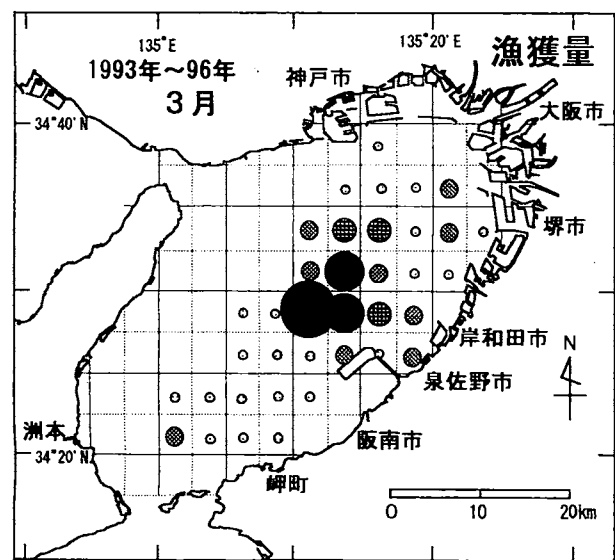 135°E
135°20'E
漁獲量
1993年～96年
3月
神戸市
大阪市
34°40'N
堺市
岸和田市
N
泉佐野市
洲本
阪南市
34°20'N
岬町
0 10 20km